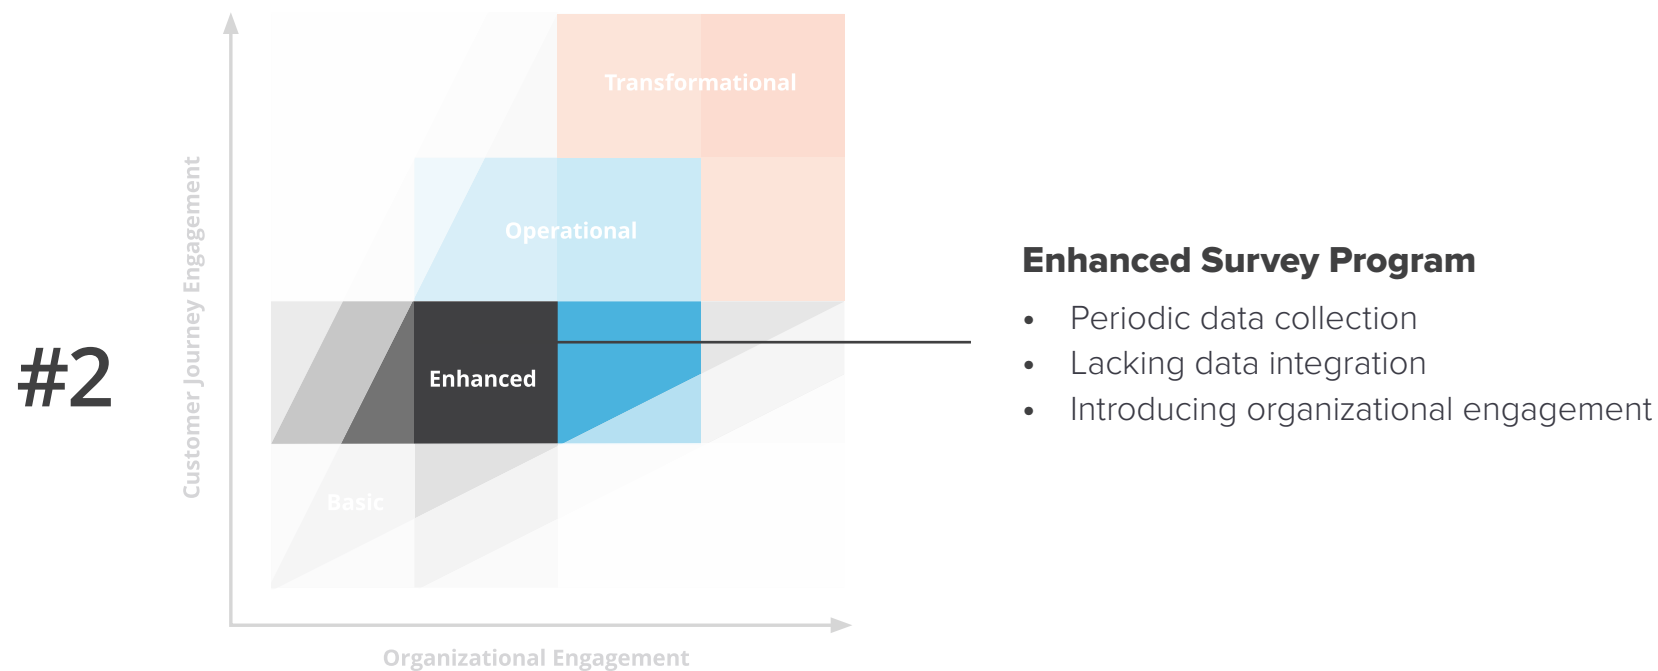 #2
Customer Journey Engagement
Transformational
Operational
Enhanced
Basic
Organizational Engagement
Enhanced Survey Program
• Periodic data collection
• Lacking data integration
• Introducing organizational engagement